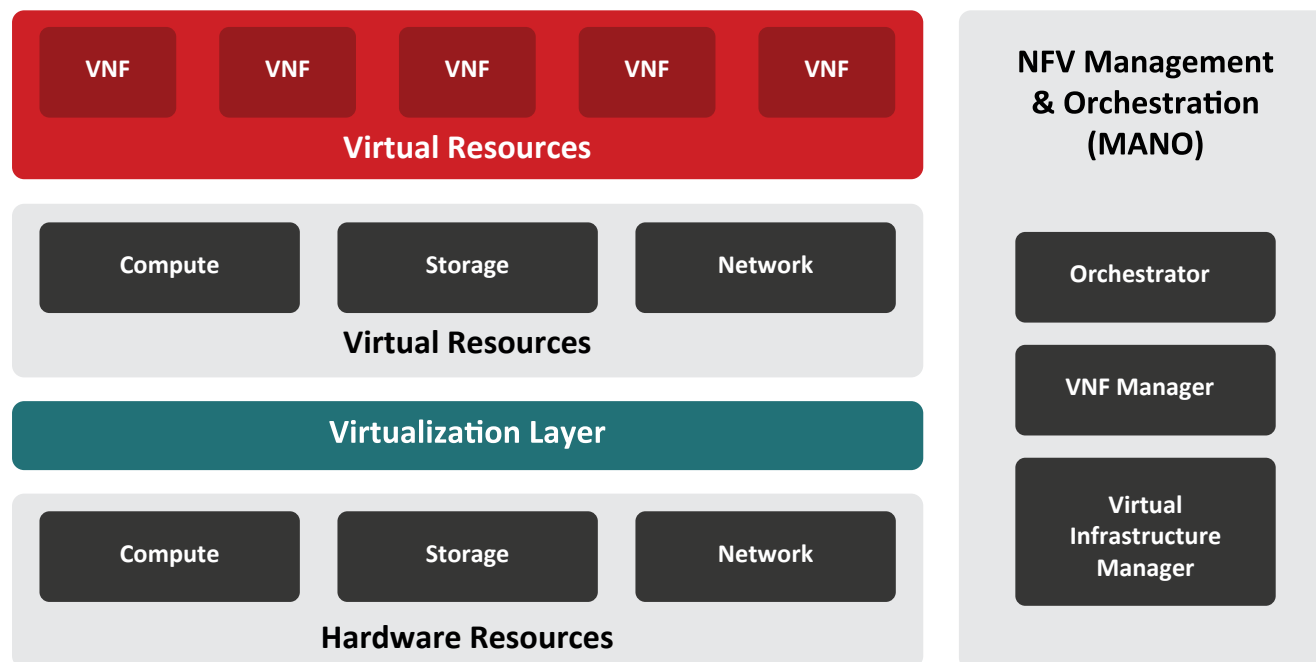 VNF VNF VNF VNF VNF
Virtual Resources
Compute Storage Network
Virtual Resources
Virtualization Layer
Compute Storage Network
Hardware Resources
NFV Management
& Orchestration
(MANO)
Orchestrator
VNF Manager
Virtual
Infrastructure
Manager